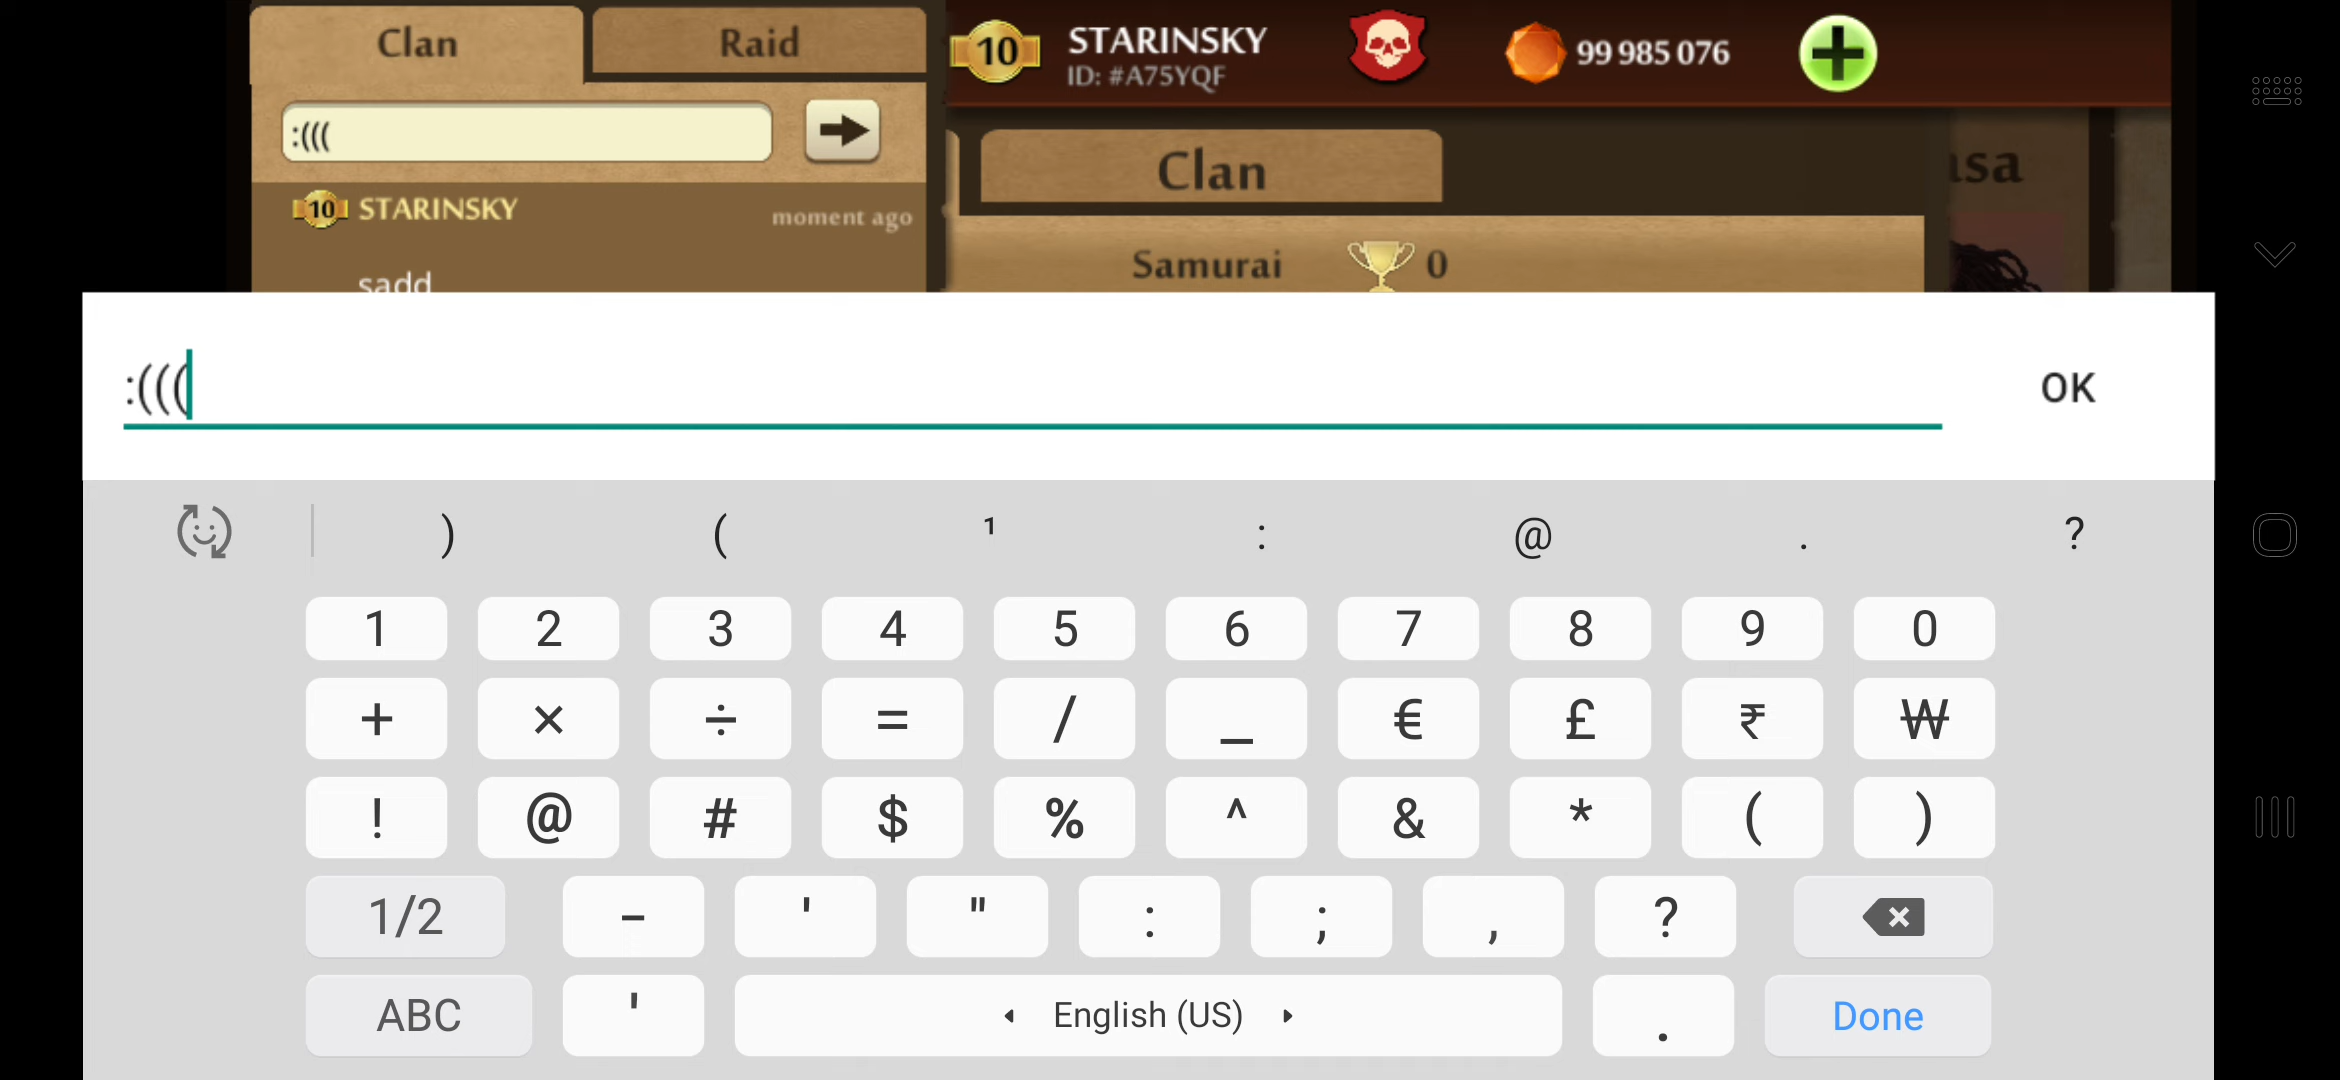 Clan
Raid
10
STARINSKY
ID: #A75YQF
99 985 076
:(((
10 STARINSKY
moment ago
sadd
Clan
Samurai
0
:(((
OK
) ( ¹ : @ . ?
1 2 3 4 5 6 7 8 9 0
+ × ÷ = / _ € £ ₹ ₩
! @ # $ % ^ & * ( )
1/2 - ' " : ; , ?
ABC ' English (US) . Done